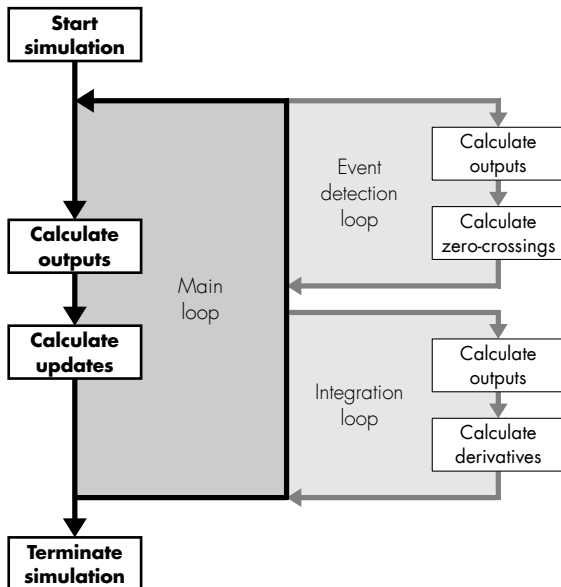 Start
simulation
Calculate
outputs
Calculate
updates
Terminate
simulation
Main
loop
Event
detection
loop
Calculate
outputs
Calculate
zero-crossings
Integration
loop
Calculate
outputs
Calculate
derivatives